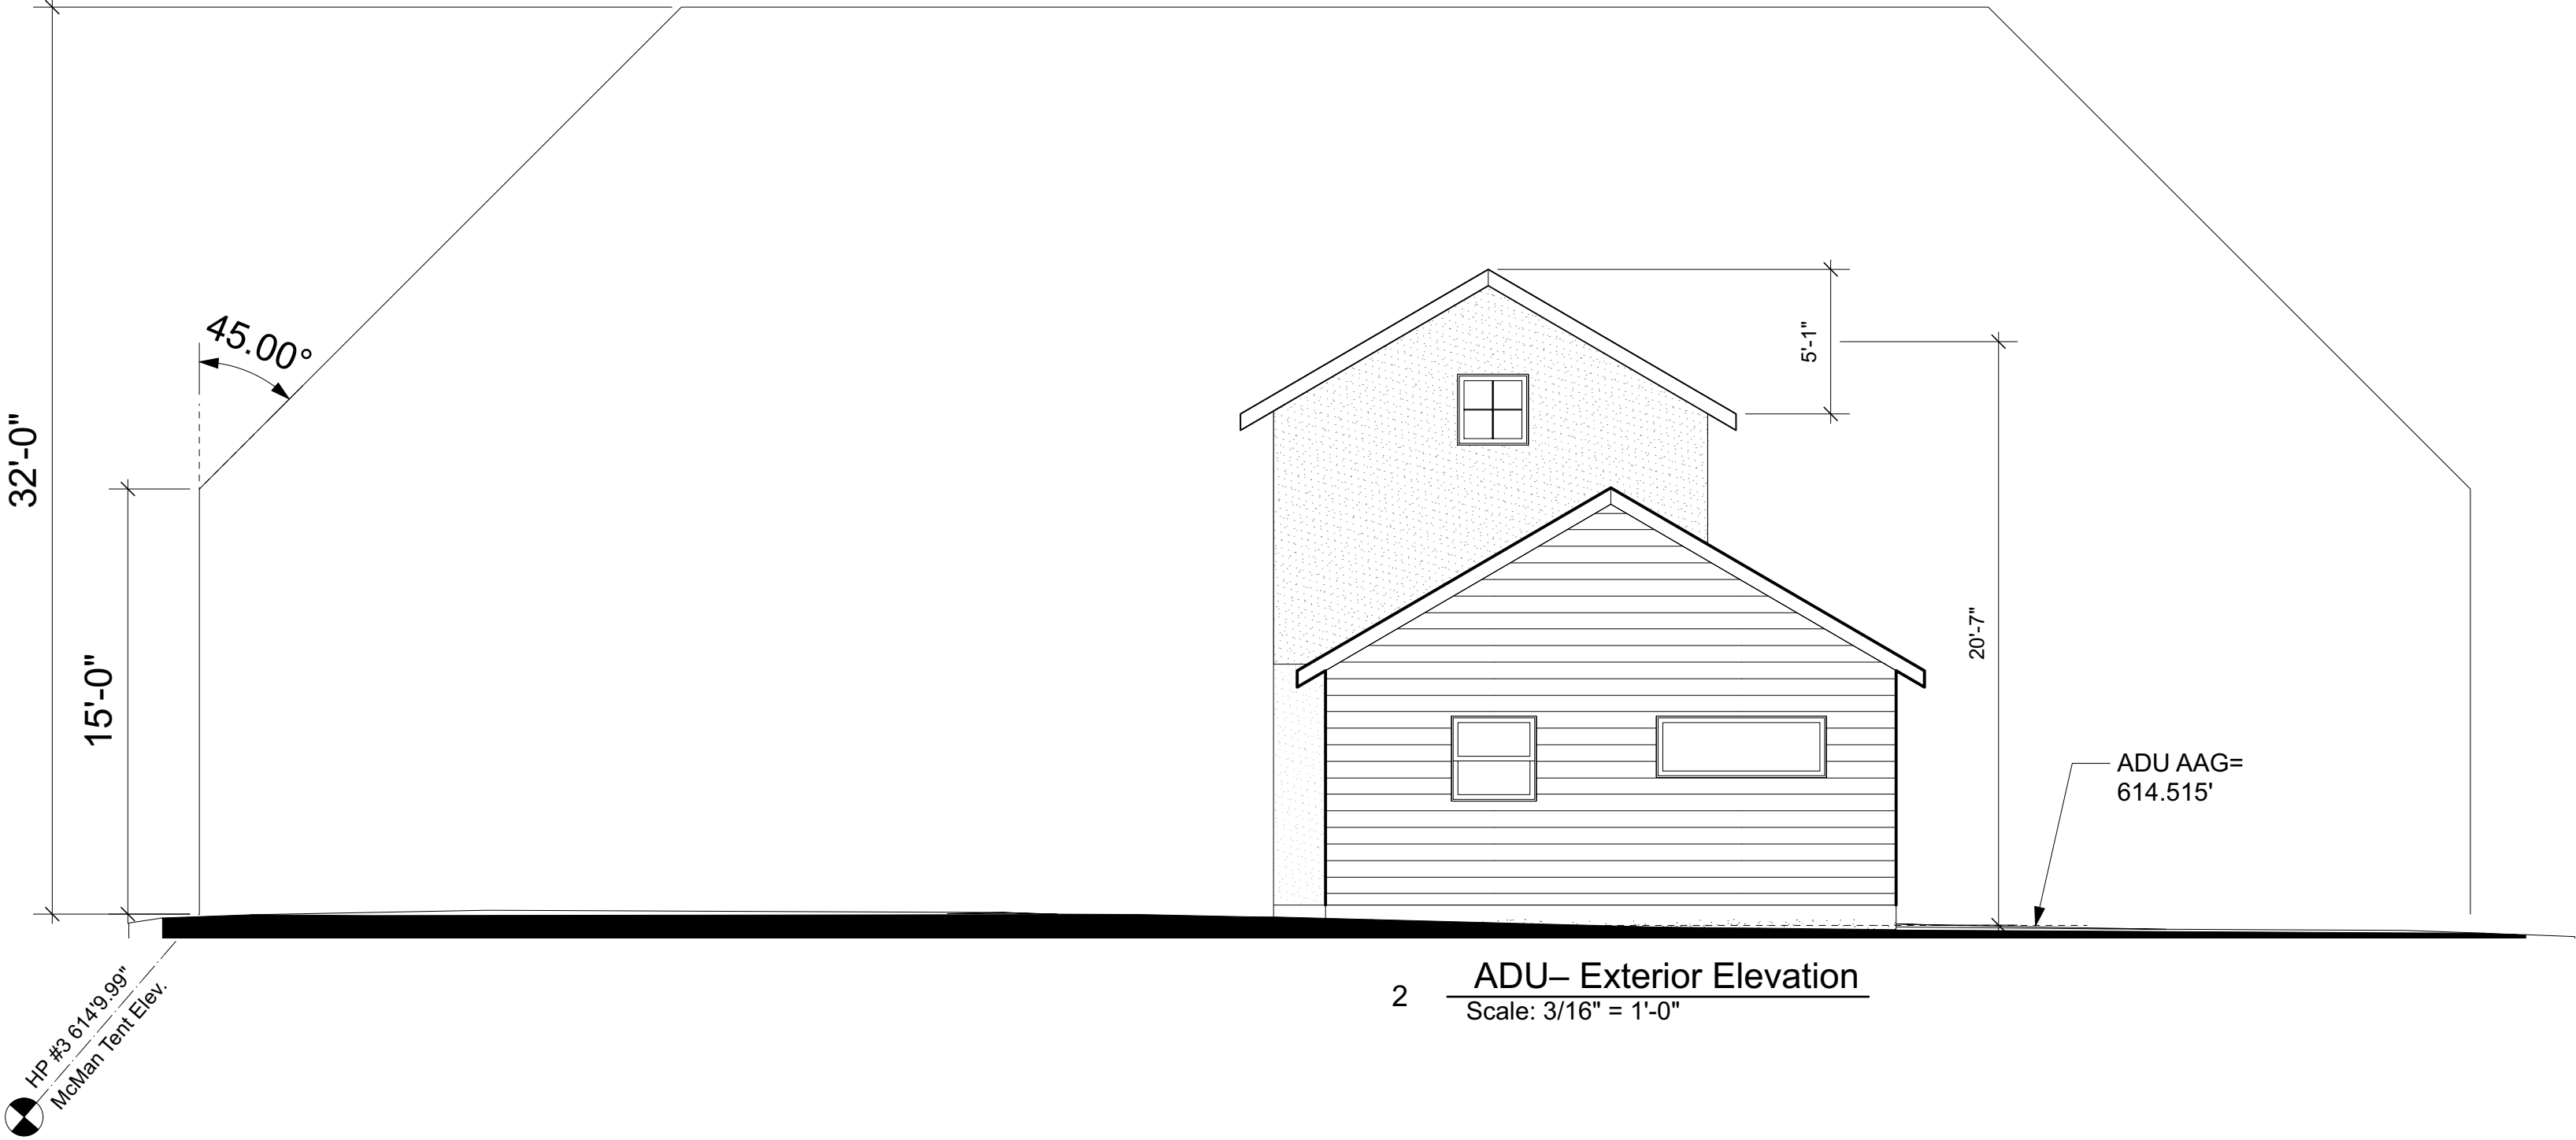 45.00°
32'-0"
5'-1"
15'-0"
20'-7"
ADU AAG=
614.515'
HP #3 614'9.99"
McMan Tent Elev.
2
ADU– Exterior Elevation
Scale: 3/16" = 1'-0"